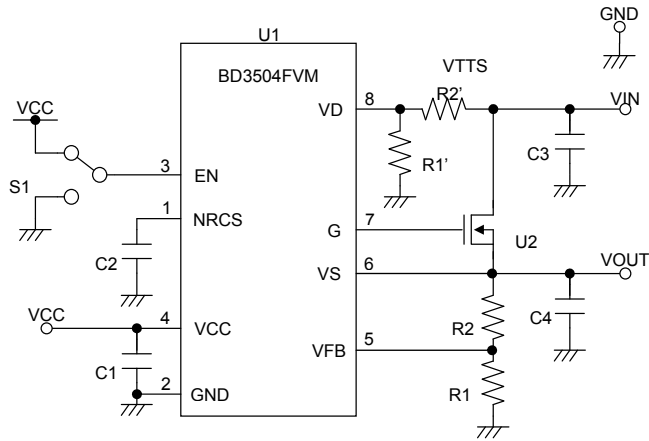 GND
U1
BD3504FVM
VTTS
VCC
VD
8
R2'
VIN
R1'
C3
3
EN
S1
1
NRCS
7
G
U2
C2
VS
6
VOUT
VCC
4
VCC
R2
C4
VFB
5
C1
2
GND
R1